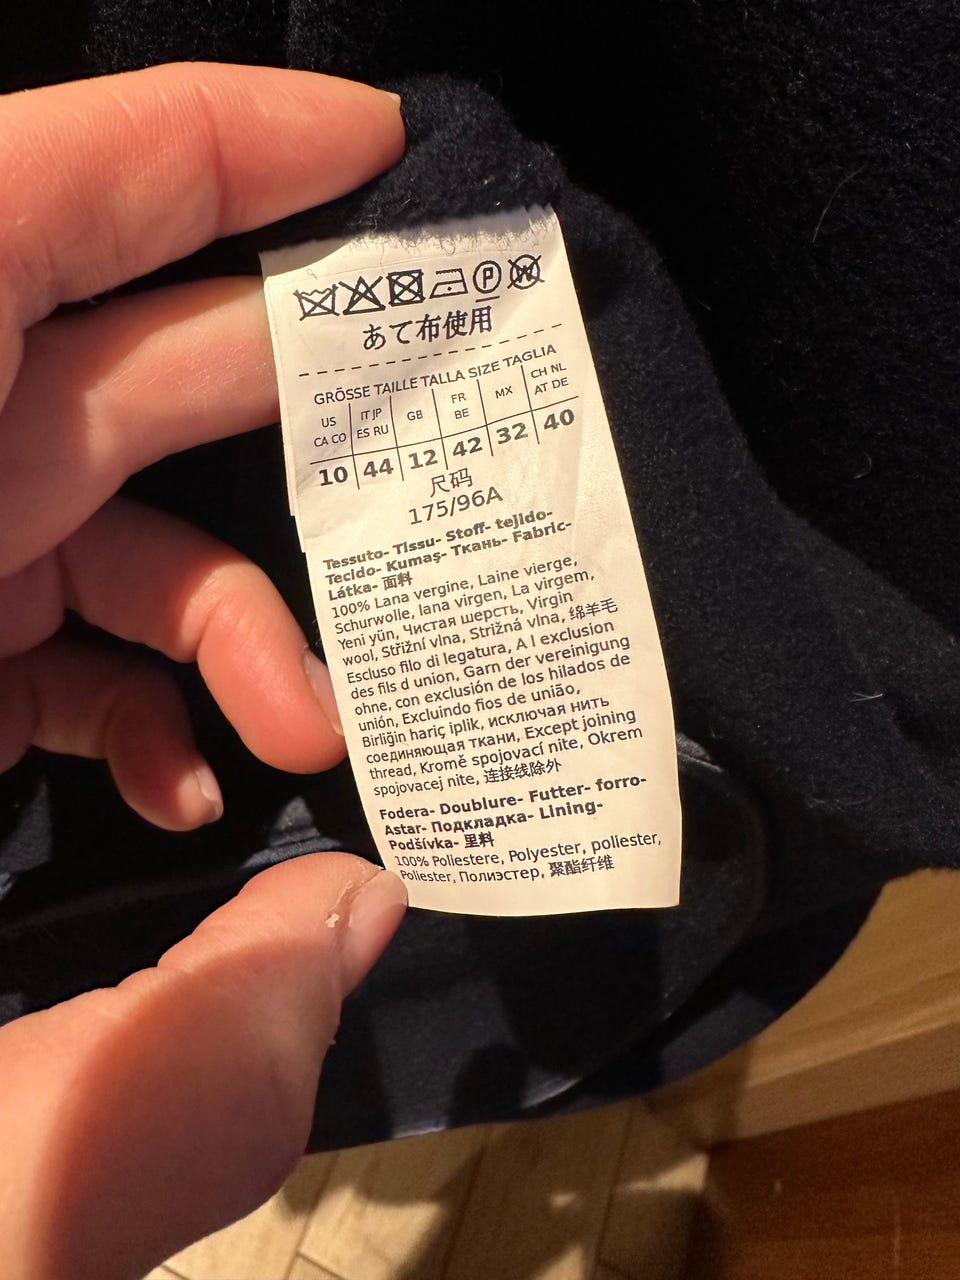 P W
あて布使用
GRÖSSE TAILLE TALLA SIZE TAGLIA
US CA CO IT JP ES RU GB FR BE MX CH NL AT DE
10 44 12 42 32 40
尺码
175/96A
Tessuto- Tissu- Stoff- tejido-
Tecido- Kumaş- Ткань- Fabric-
Látka- 面料
100% Lana vergine, Laine vierge,
Schurwolle, lana virgen, La virgem,
Yeni yün, Чистая шерсть, Virgin
wool, Střižní vlna, Strižná vlna, 绵羊毛
Escluso filo di legatura, A l exclusion
des fils d union, Garn der vereinigung
ohne, con exclusión de los hilados de
unión, Excluindo fios de união,
Birliğin hariç iplik, исключая нить
соединяющая ткани, Except joining
thread, Kromě spojovací nite, Okrem
spojovacej nite, 连接线除外
Fodera- Doublure- Futter- forro-
Astar- Подкладка- Lining-
Podšívka- 里料
100% Poliestere, Polyester, poliester,
Poliester, Полиэстер, 聚酯纤维